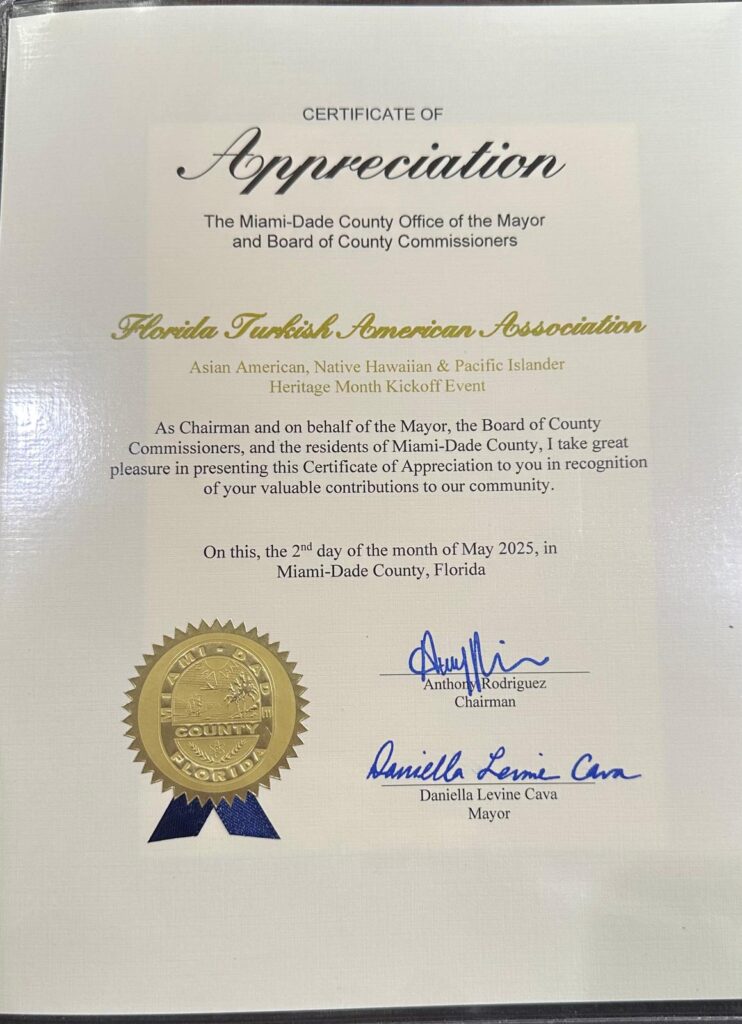 CERTIFICATE OF
Appreciation
The Miami-Dade County Office of the Mayor
and Board of County Commissioners
Florida Turkish American Association
Asian American, Native Hawaiian & Pacific Islander
Heritage Month Kickoff Event
As Chairman and on behalf of the Mayor, the Board of County
Commissioners, and the residents of Miami-Dade County, I take great
pleasure in presenting this Certificate of Appreciation to you in recognition
of your valuable contributions to our community.
On this, the 2nd day of the month of May 2025, in
Miami-Dade County, Florida
MIAMI-DADE
COUNTY
FLORIDA
Anthony Rodriguez
Chairman
Daniella Levine Cava
Daniella Levine Cava
Mayor